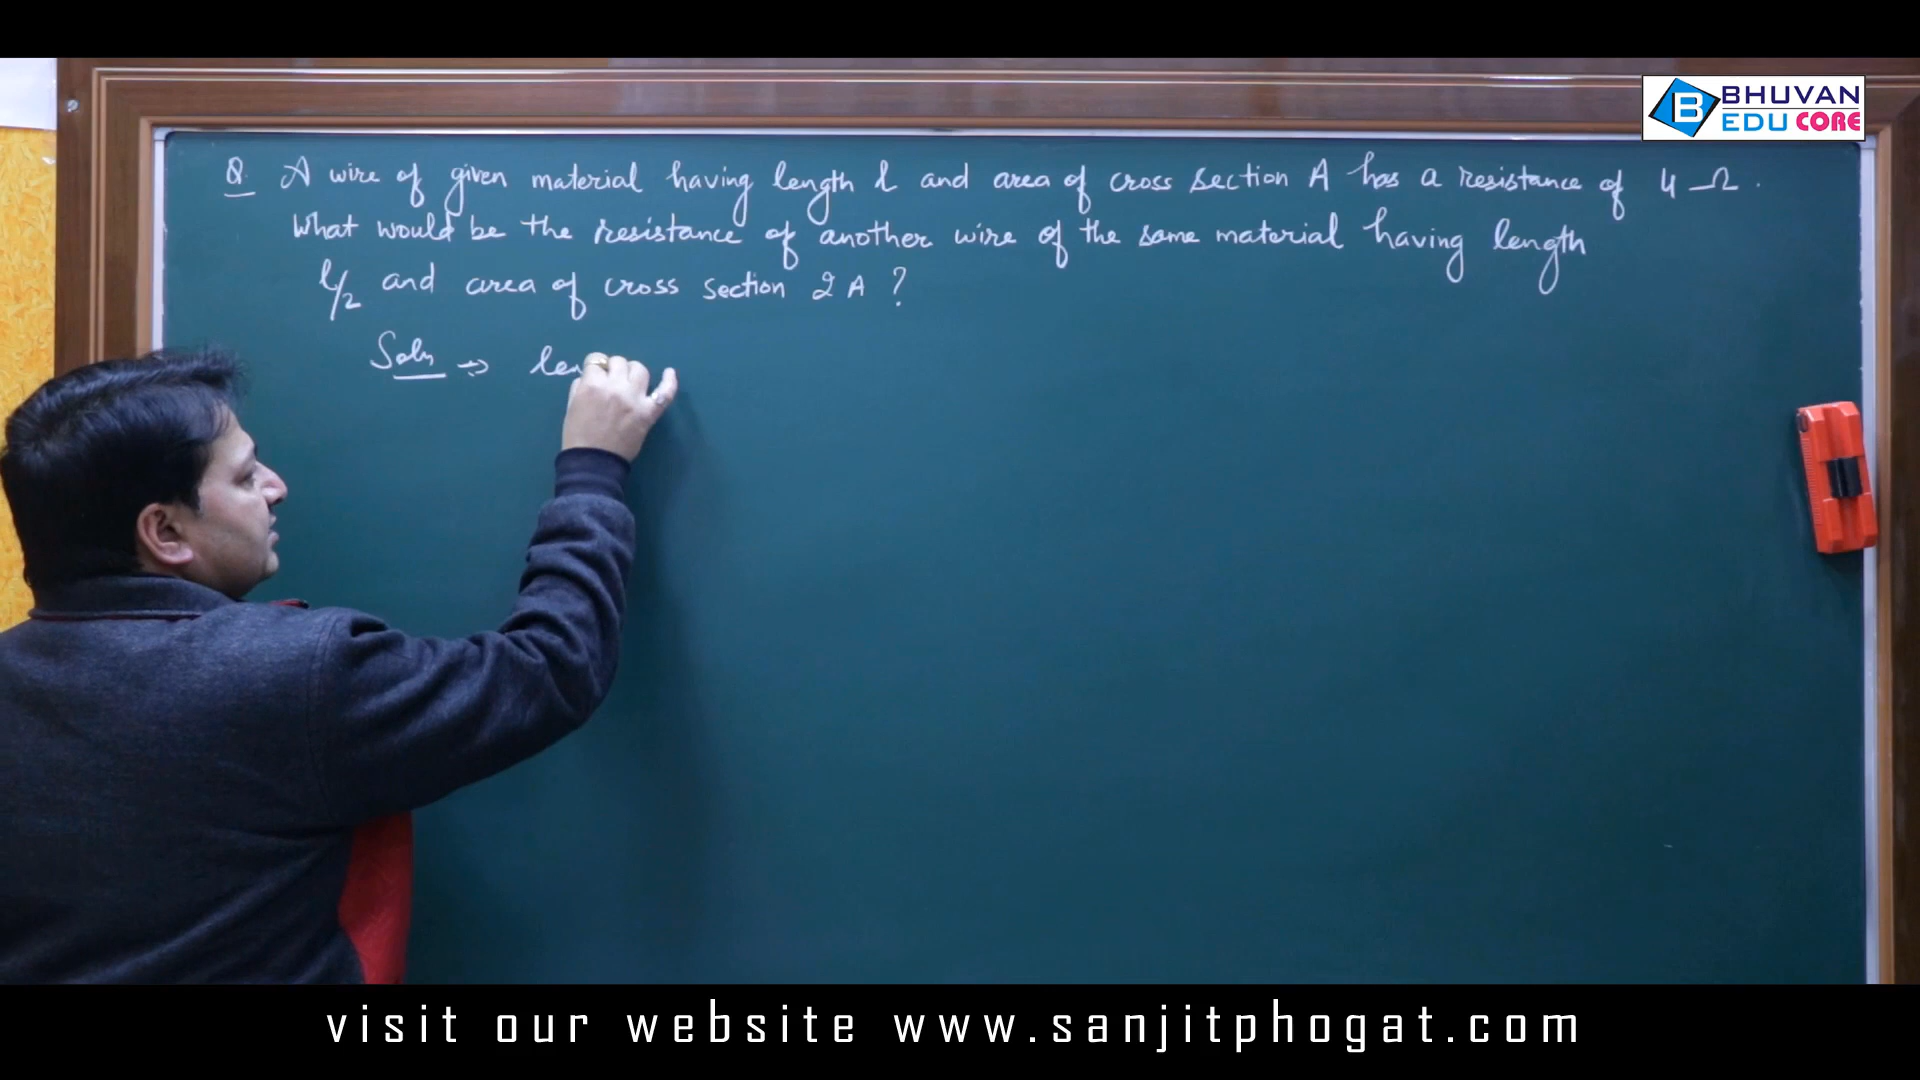 BHUVAN
EDU CORE
Q. A wire of given material having length l and area of cross section A has a resistance of 4 Ω.
What would be the resistance of another wire of the same material having length
l/2 and area of cross section 2A ?
Soln → len
visit our website www.sanjitphogat.com